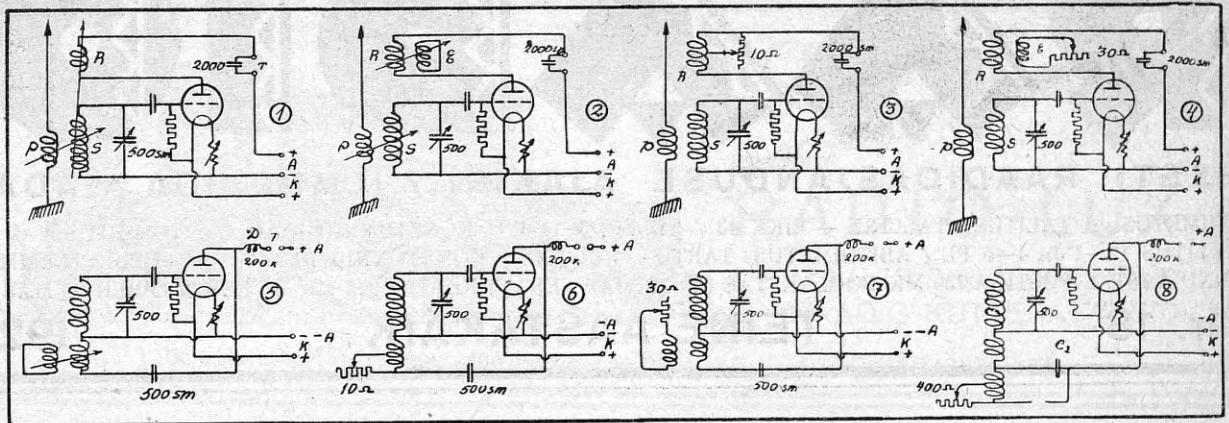 R
2000
T
P
S
500sm
①
+
A
-
K
+
R
ε
2000
P
S
500
②
+
A
-
K
+
R
10Ω
2000sm
P
S
500
③
+
A
-
K
+
R
ε
30Ω
2000sm
P
S
500
④
+
A
-
K
+
D T
+A
200k
500
⑤
--A
K
+
500sm
+A
200k
500
⑥
-A
-
K
+
10Ω
500sm
+A
200k
30Ω
500
⑦
--A
K
+
500sm
+A
200k
500
⑧
-A
-
K
+
C₂
400Ω